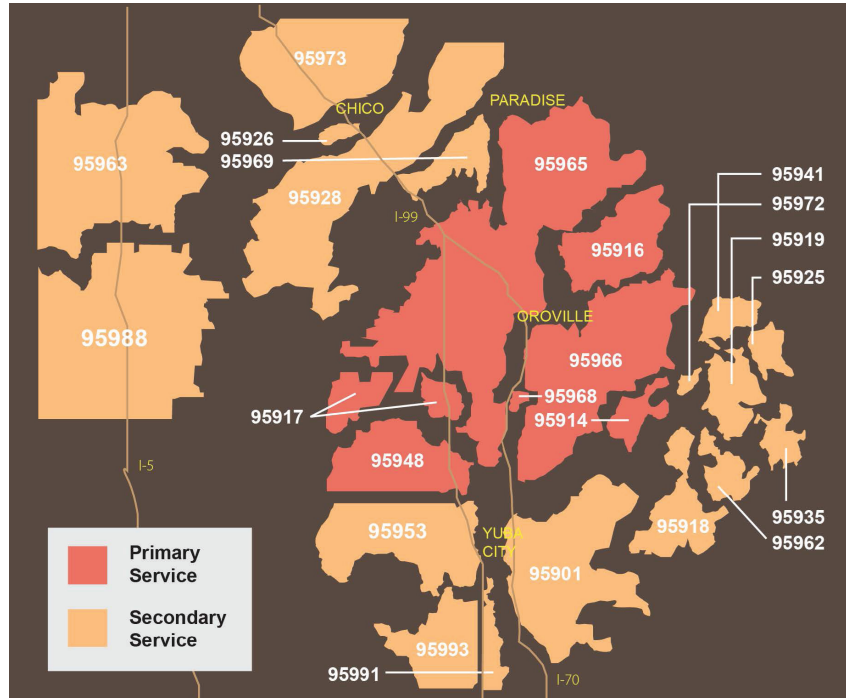 95973
CHICO
PARADISE
95926
95969
95963
95965
95941
95972
95928
I-99
95919
95916
95925
OROVILLE
95988
95966
95968
95917
95914
95948
I-5
95935
95918
95953
YUBA
CITY
95962
Primary
Service
95901
Secondary
Service
95993
95991
I-70